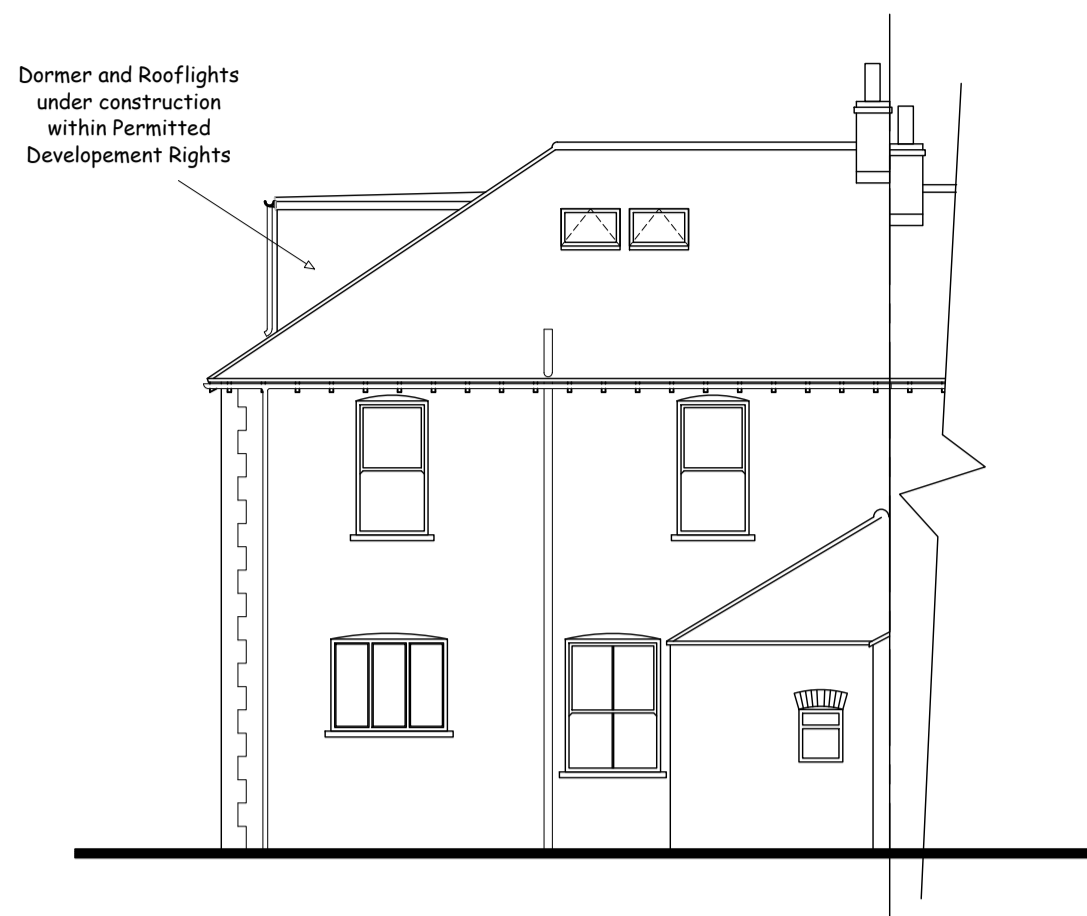 Dormer and Rooflights
under construction
within Permitted
Developement Rights